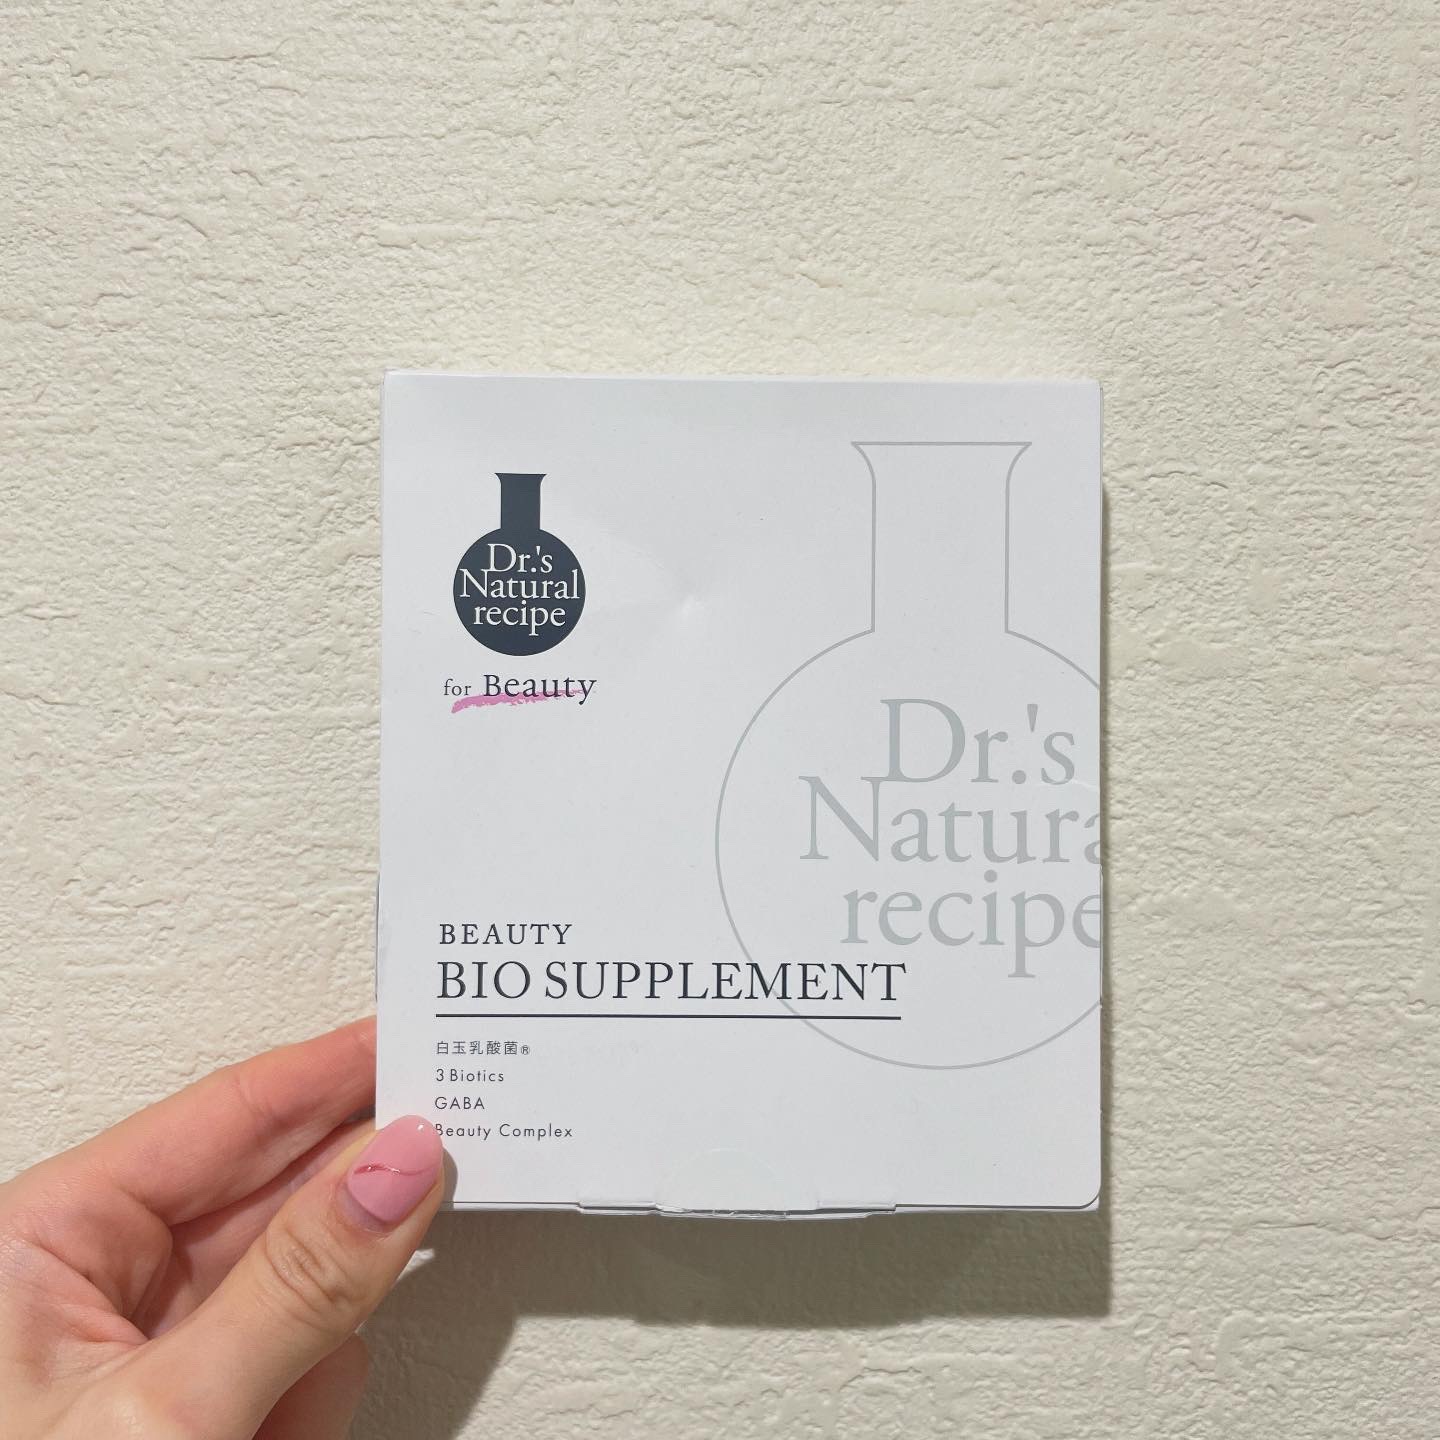 Dr.'s
Natural
recipe
for Beauty
Dr.'s
Natura
recipe
BEAUTY
BIO SUPPLEMENT
白玉乳酸菌®
3 Biotics
GABA
Beauty Complex